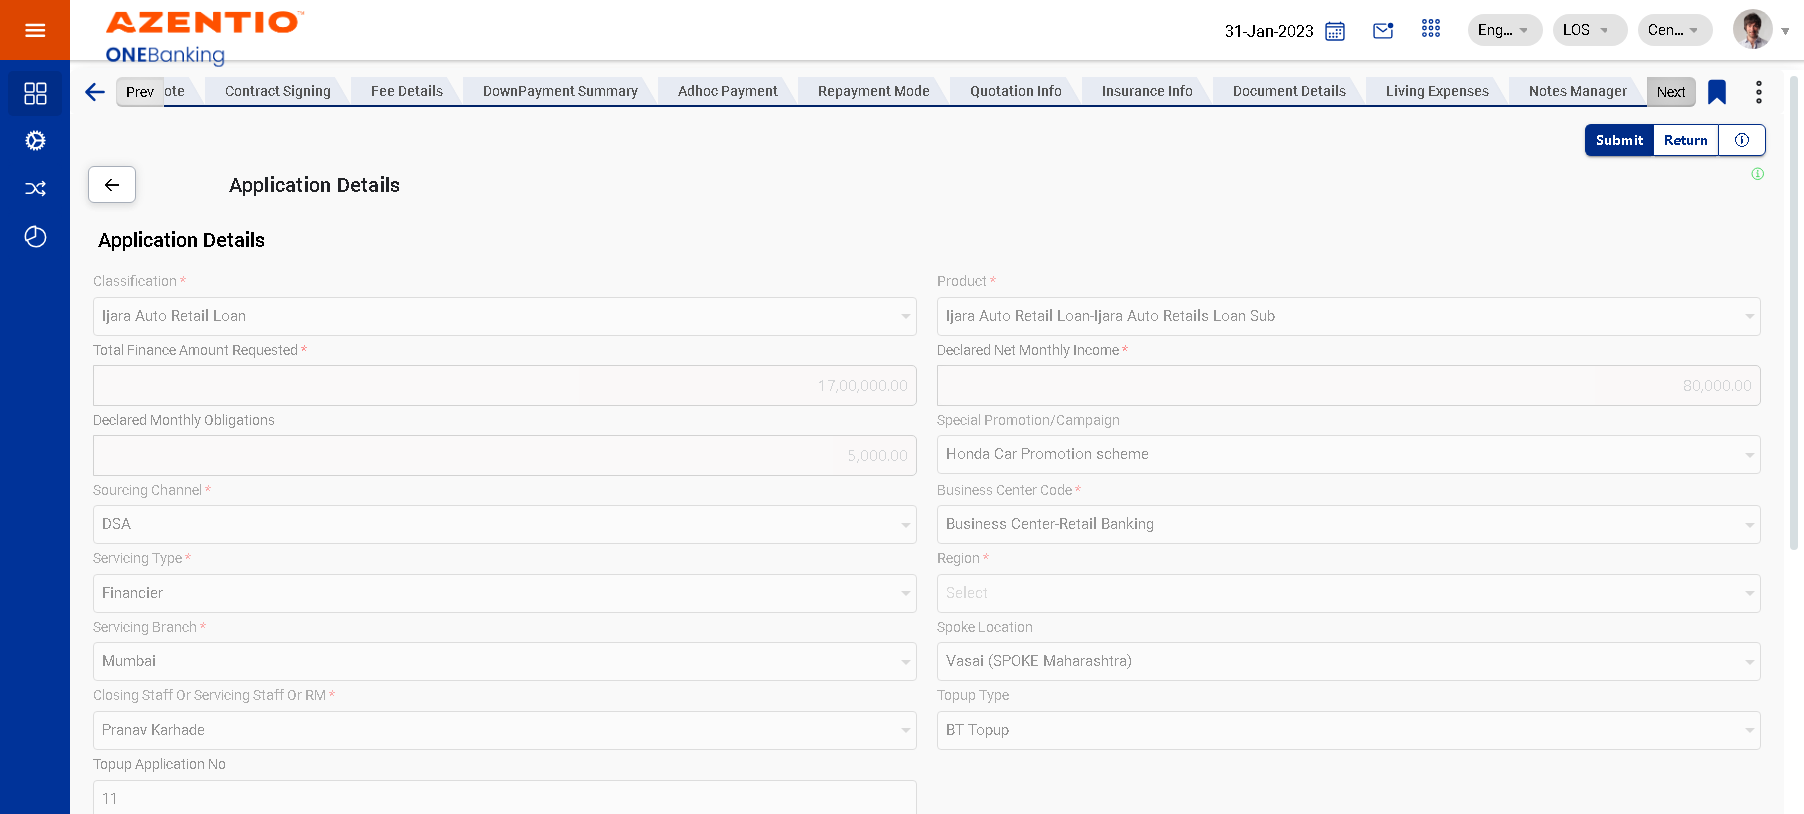 AZENTIO™
ONEBanking
31-Jan-2023
Eng...
LOS
Cen...
Prev
ote
Contract Signing
Fee Details
DownPayment Summary
Adhoc Payment
Repayment Mode
Quotation Info
Insurance Info
Document Details
Living Expenses
Notes Manager
Next
Submit
Return
Application Details
Application Details
Classification *
Product *
Ijara Auto Retail Loan
Ijara Auto Retail Loan-Ijara Auto Retails Loan Sub
Total Finance Amount Requested *
Declared Net Monthly Income *
17,00,000.00
80,000.00
Declared Monthly Obligations
Special Promotion/Campaign
5,000.00
Honda Car Promotion scheme
Sourcing Channel *
Business Center Code *
DSA
Business Center-Retail Banking
Servicing Type *
Region *
Financier
Select
Servicing Branch *
Spoke Location
Mumbai
Vasai (SPOKE Maharashtra)
Closing Staff Or Servicing Staff Or RM *
Topup Type
Pranav Karhade
BT Topup
Topup Application No
11